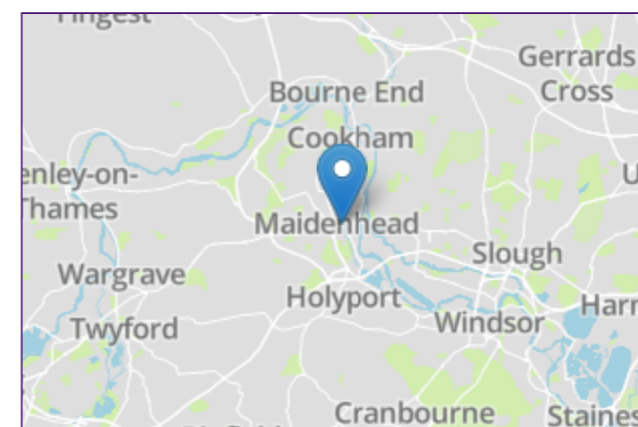 Gerrards
Cross
Bourne End
Cookham
enley-on-
Thames
Maidenhead
Slough
Wargrave
Holyport
Windsor
Twyford
Cranbourne
Staines